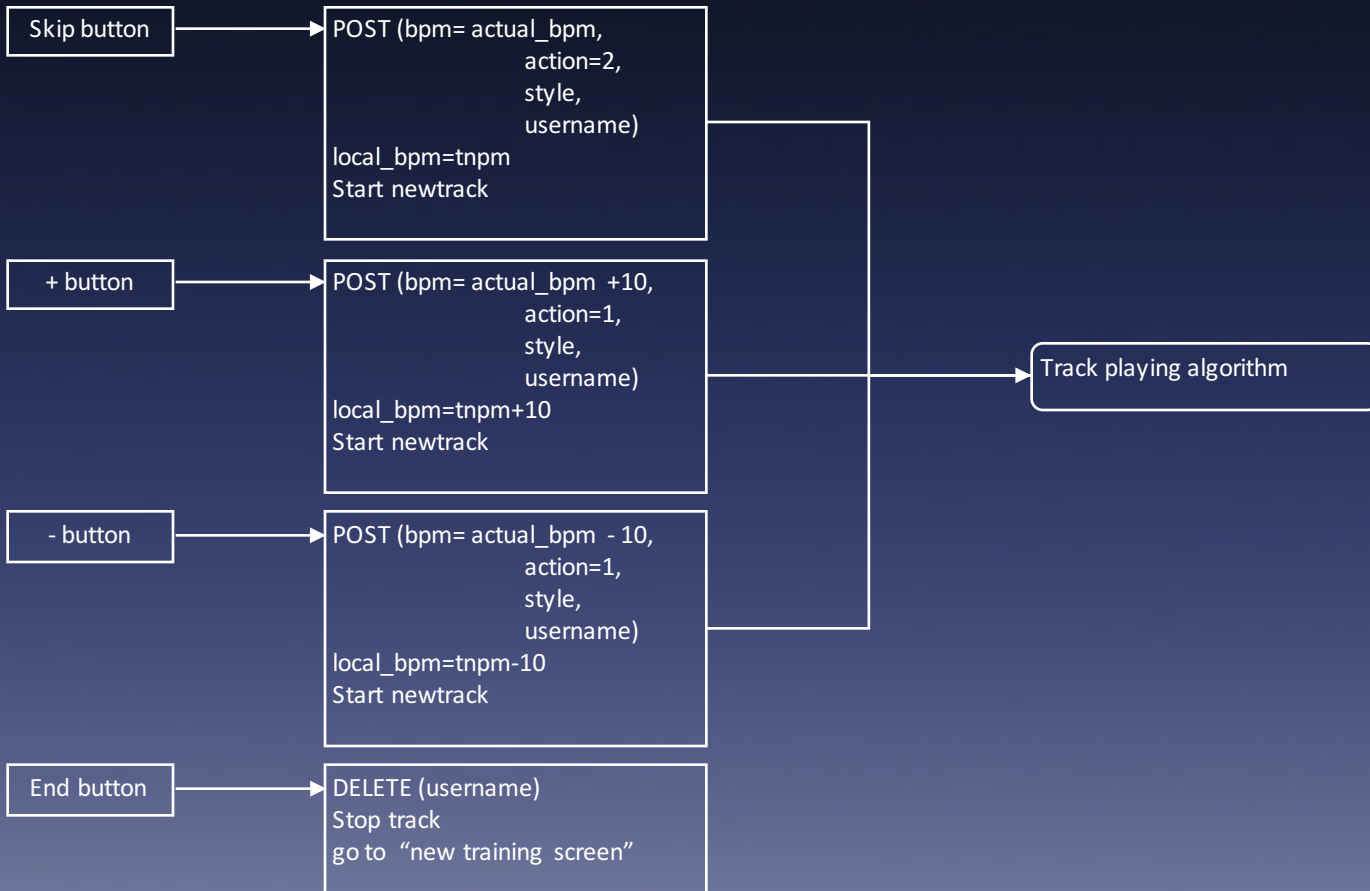 Skip button
POST (bpm= actual_bpm,
action=2,
style,
username)
local_bpm=tnpm
Start newtrack
+ button
POST (bpm= actual_bpm +10,
action=1,
style,
username)
local_bpm=tnpm+10
Start newtrack
Track playing algorithm
- button
POST (bpm= actual_bpm - 10,
action=1,
style,
username)
local_bpm=tnpm-10
Start newtrack
End button
DELETE (username)
Stop track
go to “new training screen”